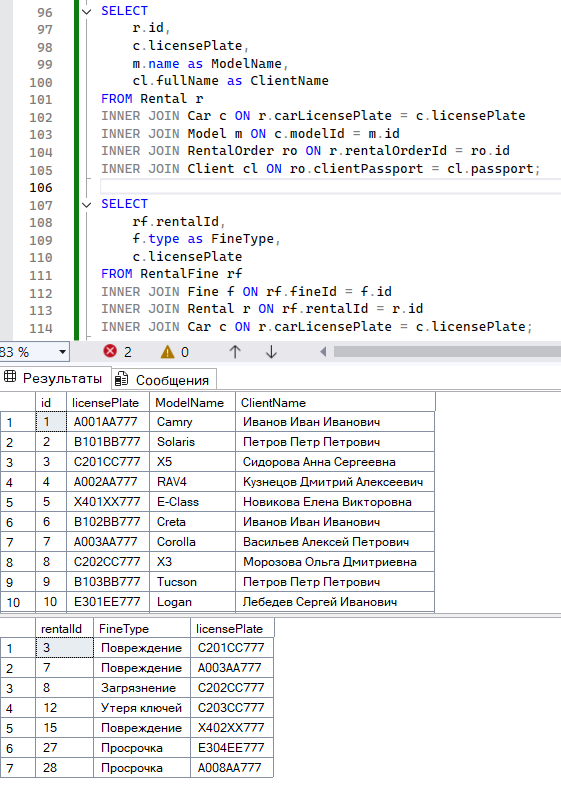 96 SELECT
97 r.id,
98 c.licensePlate,
99 m.name as ModelName,
100 cl.fullName as ClientName
101 FROM Rental r
102 INNER JOIN Car c ON r.carLicensePlate = c.licensePlate
103 INNER JOIN Model m ON c.modelId = m.id
104 INNER JOIN RentalOrder ro ON r.rentalOrderId = ro.id
105 INNER JOIN Client cl ON ro.clientPassport = cl.passport;
106
107 SELECT
108 rf.rentalId,
109 f.type as FineType,
110 c.licensePlate
111 FROM RentalFine rf
112 INNER JOIN Fine f ON rf.fineId = f.id
113 INNER JOIN Rental r ON rf.rentalId = r.id
114 INNER JOIN Car c ON r.carLicensePlate = c.licensePlate;
83 % 2 0
Результаты Сообщения
id licensePlate ModelName ClientName
1 1 A001AA777 Camry Иванов Иван Иванович
2 2 B101BB777 Solaris Петров Петр Петрович
3 3 C201CC777 X5 Сидорова Анна Сергеевна
4 4 A002AA777 RAV4 Кузнецов Дмитрий Алексеевич
5 5 X401XX777 E-Class Новикова Елена Викторовна
6 6 B102BB777 Creta Иванов Иван Иванович
7 7 A003AA777 Corolla Васильев Алексей Петрович
8 8 C202CC777 X3 Морозова Ольга Дмитриевна
9 9 B103BB777 Tucson Петров Петр Петрович
10 10 E301EE777 Logan Лебедев Сергей Иванович
rentalId FineType licensePlate
1 3 Повреждение C201CC777
2 7 Повреждение A003AA777
3 8 Загрязнение C202CC777
4 12 Утеря ключей C203CC777
5 15 Повреждение X402XX777
6 27 Просрочка E304EE777
7 28 Просрочка A008AA777